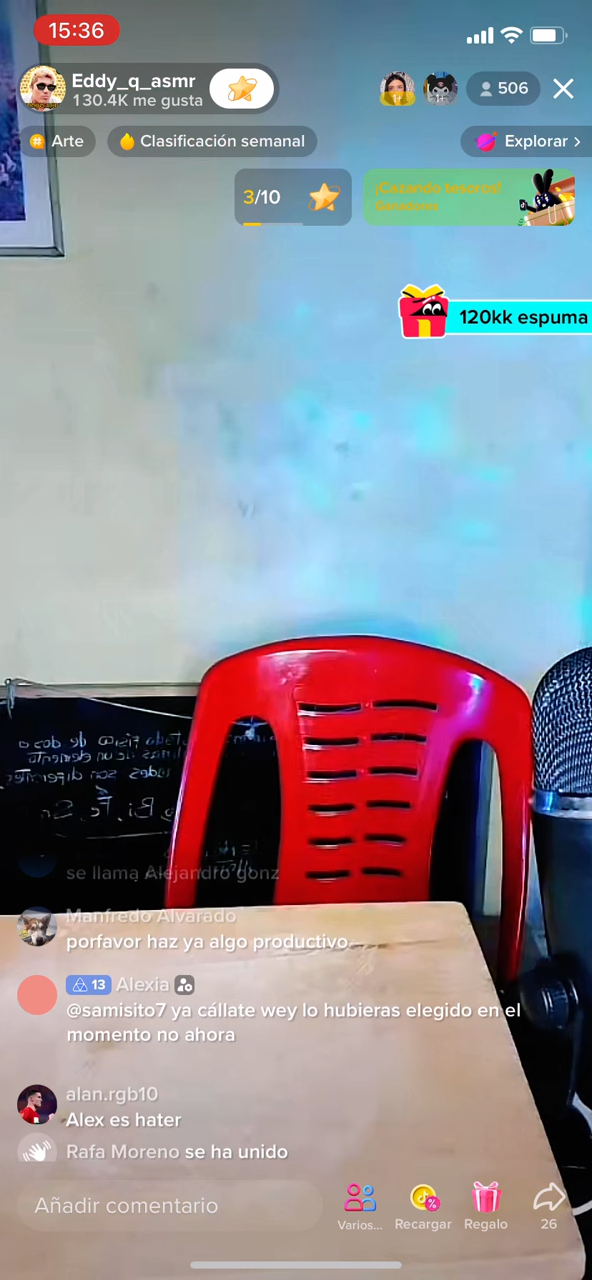 15:36
Eddy_q_asmr
130.4K me gusta
506
Arte
Clasificación semanal
Explorar >
3/10
¡Cazando tesoros!
Ganadores
120kk espuma
se llama Alejandro gonz
Manfredo Alvarado
porfavor haz ya algo productivo
13 Alexia
@samisito7 ya cállate wey lo hubieras elegido en el
momento no ahora
alan.rgb10
Alex es hater
Rafa Moreno se ha unido
Añadir comentario
Varios...
Recargar
Regalo
26